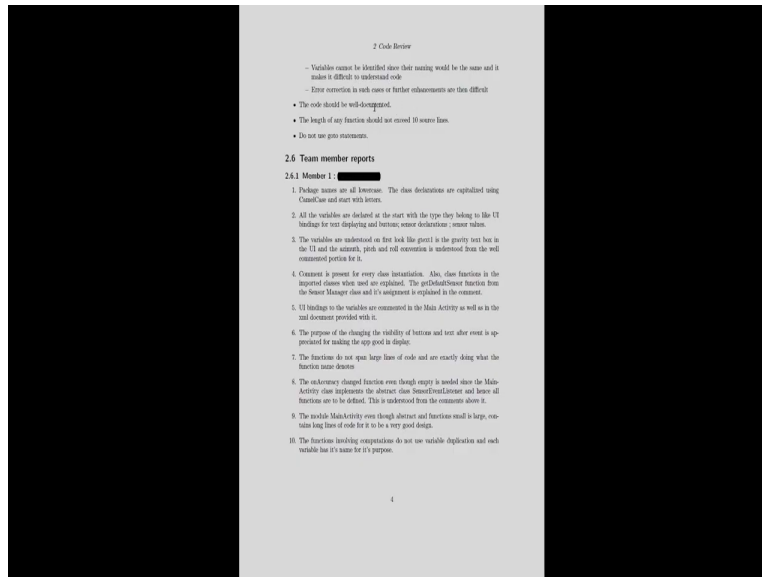 2 Code Review
– Variables cannot be identified since their naming would be the same and it
makes it difficult to understand code
– Error correction in such cases or further enhancements are then difficult
• The code should be well-documented.
• The length of any function should not exceed 10 source lines.
• Do not use goto statements.
2.6 Team member reports
2.6.1 Member 1 :
1. Package names are all lowercase. The class declarations are capitalized using
CamelCase and start with letters.
2. All the variables are declared at the start with the type they belong to like UI
bindings for text displaying and buttons; sensor declarations ; sensor values.
3. The variables are understood on first look like gtext1 is the gravity text box in
the UI and the azimuth, pitch and roll convention is understood from the well
commented portion for it.
4. Comment is present for every class instantiation. Also, class functions in the
imported classes when used are explained. The getDefaultSensor function from
the Sensor Manager class and it's assignment is explained in the comment.
5. UI bindings to the variables are commented in the Main Activity as well as in the
xml document provided with it.
6. The purpose of the changing the visibility of buttons and text after event is ap-
preciated for making the app good in display.
7. The functions do not span large lines of code and are exactly doing what the
function name denotes
8. The onAccuracy changed function even though empty is needed since the Main-
Activity class implements the abstract class SensorEventListener and hence all
functions are to be defined. This is understood from the comments above it.
9. The module MainActivity even though abstract and functions small is large, con-
tains long lines of code for it to be a very good design.
10. The functions involving computations do not use variable duplication and each
variable has it's name for it's purpose.
4